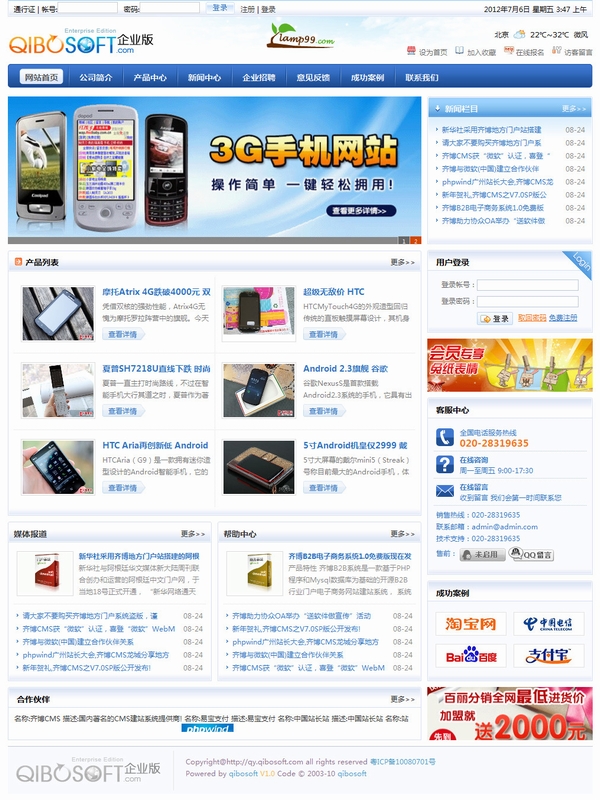 通行证 | 帐号: 密码: 登录 注册 | 登录 2012年7月6日 星期五 3:47 上午
Enterprise Edition
QIBOSOFT企业版
.com
lamp99.com
北京 22℃~32℃ 微风
设为首页 加入收藏 在线报名 访客留言
网站首页 公司简介 产品中心 新闻中心 企业招聘 意见反馈 成功案例 联系我们
3G手机网站
操作简单 一键轻松拥用!
查看更多详情>>
1 2
新闻栏目 更多>>
新华社采用齐博地方门户站搭建 08-24
请大家不要购买齐博地方门户系 08-24
齐博CMS获“微软”认证，喜登“ 08-24
齐博与微软(中国)建立合作伙伴 08-24
phpwind广州站长大会,齐博CMS龙 08-24
新年贺礼,齐博CMS之V7.0SP版公 08-24
齐博B2B电子商务系统1.0免费版 08-24
齐博助力协众OA举办“送软件做 08-24
产品列表 更多>>
摩托Atrix 4G跌破4000元 双
凭借双核的强劲性能，Atrix4G无
愧为摩托罗拉阵营中的旗舰。今天
查看详情
超级无敌价 HTC
HTCMyTouch4G的外观造型回归
传统的直板触摸屏幕设计，其机身
查看详情
夏普SH7218U直线下跌 时尚
夏普一直主打时尚路线，不过在智
能手机大行其道之时，夏普作为著
查看详情
Android 2.3旗舰 谷歌
谷歌NexusS是首款搭载
Android2.3系统的手机，它具有出
查看详情
HTC Aria再创新低 Android
HTCAria（G9）是一款拥有迷你造
型设计的Android智能手机，它的
查看详情
5寸Android机皇仅2999 戴
5寸大屏幕的戴尔mini5（Streak）
号称目前最大的Android手机，体
查看详情
用户登录 Login
登录帐号：
登录密码：
登录 取回密码 免费注册
会员专享
兔纸表情
客服中心
全国电话服务热线
020-28319635
在线咨询
周一至周五 9:00-17:30
在线留言
收到留言 我们会第一时间联系您
销售热线：020-28319635
联系邮箱：admin@admin.com
技术支持：020-28319635
售前： 未启用 QQ留言
媒体报道 更多>>
新华社采用齐博地方门户站搭建的阿根
新华社与阿根廷华文媒体新大陆周刊联
合创办和运营的阿根廷中文门户网，于
当地18号正式开通， “新华网络通天
请大家不要购买齐博地方门户系统盗版，谨 08-24
齐博CMS获“微软”认证，喜登“微软”WebM 08-24
齐博与微软(中国)建立合作伙伴关系 08-24
phpwind广州站长大会,齐博CMS龙城分享地方 08-24
新年贺礼,齐博CMS之V7.0SP版公开发布! 08-24
帮助中心 更多>>
齐博B2B电子商务系统1.0免费版现在发
产品特性 齐博B2B系统是一款基于PHP
程序和Mysql数据库为基础的开源B2B
行业门户电子商务网站建站系统， 系统
齐博助力协众OA举办“送软件做宣传”活动 08-24
新年贺礼,齐博CMS之V7.0SP版公开发布! 08-24
phpwind广州站长大会,齐博CMS龙城分享地方 08-24
齐博与微软(中国)建立合作伙伴关系 08-24
齐博CMS获“微软”认证，喜登“微软”WebM 08-24
成功案例
淘宝网 中国电信
CHINA TELECOM
Bai百度 支付宝
合作伙伴 更多>>
名称:齐博CMS 描述:国内著名的CMS建站系统提供商! 名称:易宝支付 描述:易宝支付 名称:中国站长站 描述:中国站长站 名称:站
phpwind
百丽分销全网最低进货价
加盟就送2000元
先到
Enterprise Edition
QIBOSOFT企业版
.com
Copyright@http://qy.qibosoft.com all rights reserved 粤ICP备10080701号
Powered by qibosoft V1.0 Code © 2003-10 qibosoft